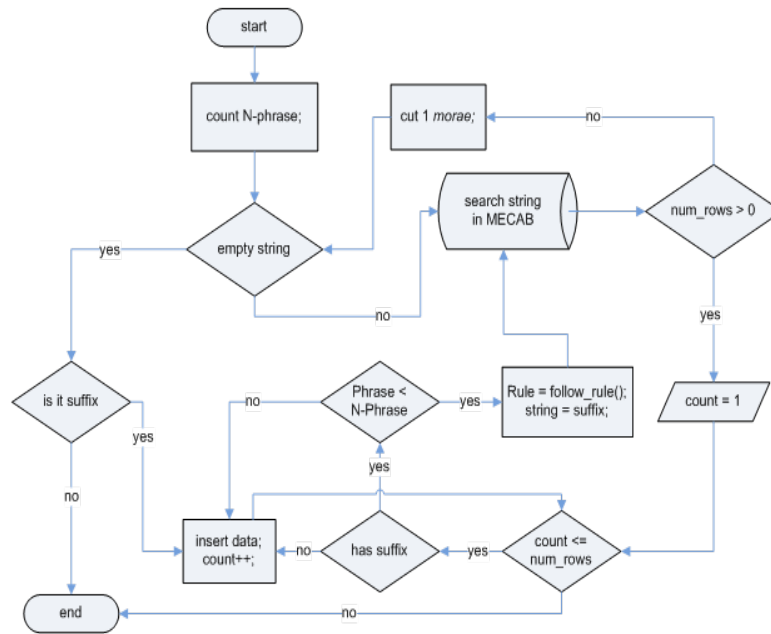 start
count N-phrase;
cut 1 morae;
no
search string
in MECAB
num_rows > 0
empty string
yes
no
yes
is it suffix
Phrase <
N-Phrase
Rule = follow_rule();
string = suffix;
count = 1
no
yes
yes
yes
no
insert data;
count++;
no
has suffix
yes
count <=
num_rows
end
no